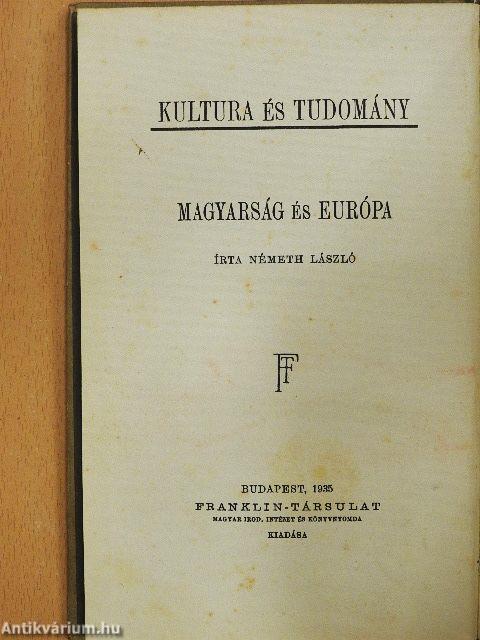 KULTURA ÉS TUDOMÁNY
MAGYARSÁG ÉS EURÓPA
ÍRTA NÉMETH LÁSZLÓ
FT
BUDAPEST, 1935
FRANKLIN-TÁRSULAT
MAGYAR IROD. INTÉZET ÉS KÖNYVNYOMDA
KIADÁSA
Antikvárium.hu